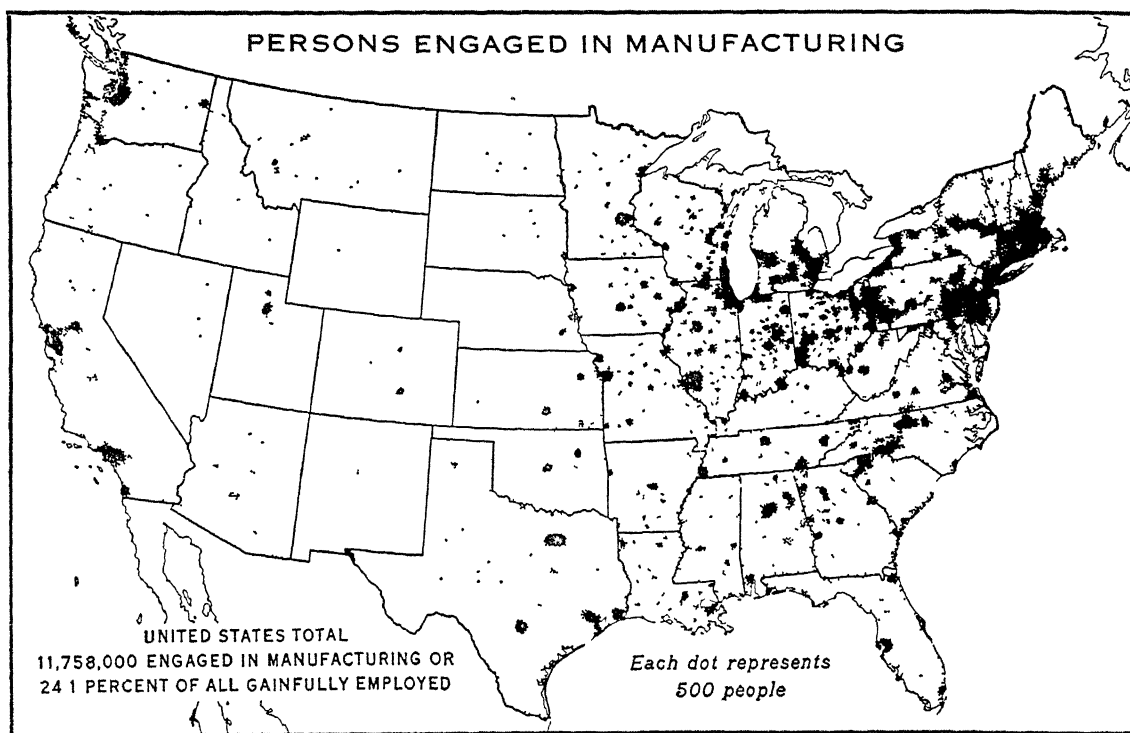 PERSONS ENGAGED IN MANUFACTURING
UNITED STATES TOTAL
11,758,000 ENGAGED IN MANUFACTURING OR
24 1 PERCENT OF ALL GAINFULLY EMPLOYED
Each dot represents
500 people